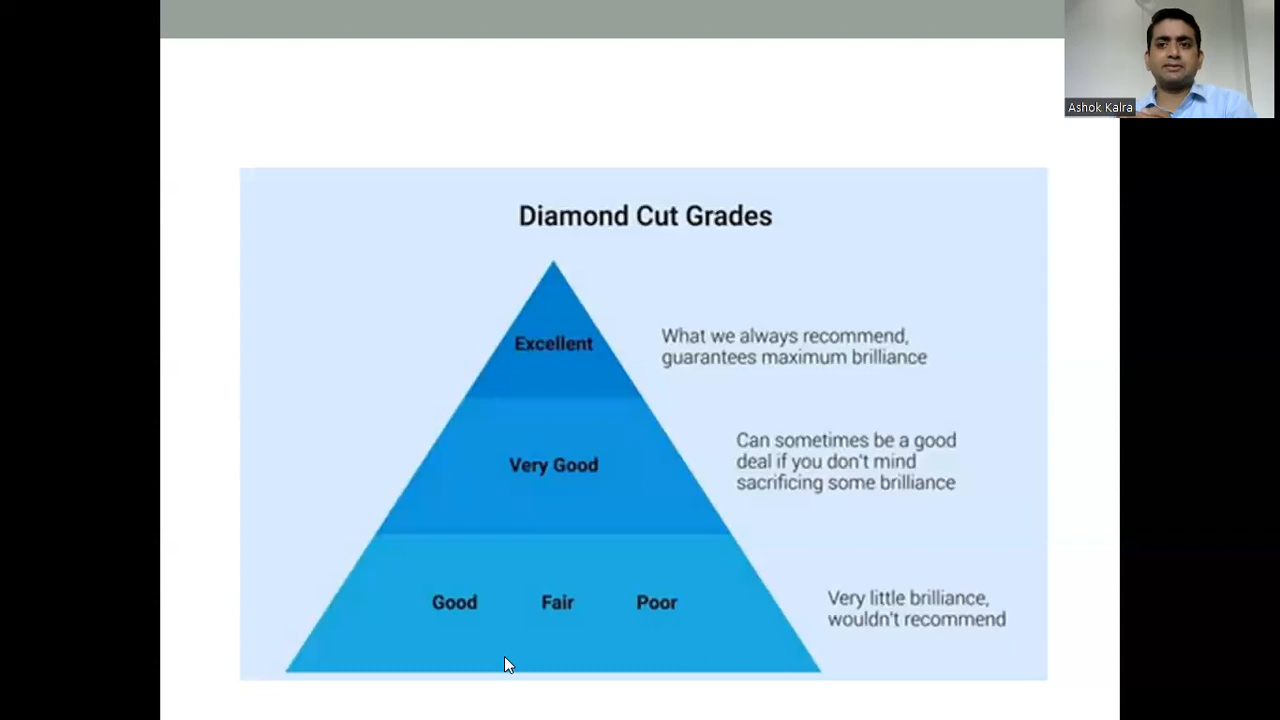 Ashok Kalra
Diamond Cut Grades
Excellent
What we always recommend,
guarantees maximum brilliance
Very Good
Can sometimes be a good
deal if you don't mind
sacrificing some brilliance
Good Fair Poor
Very little brilliance,
wouldn't recommend